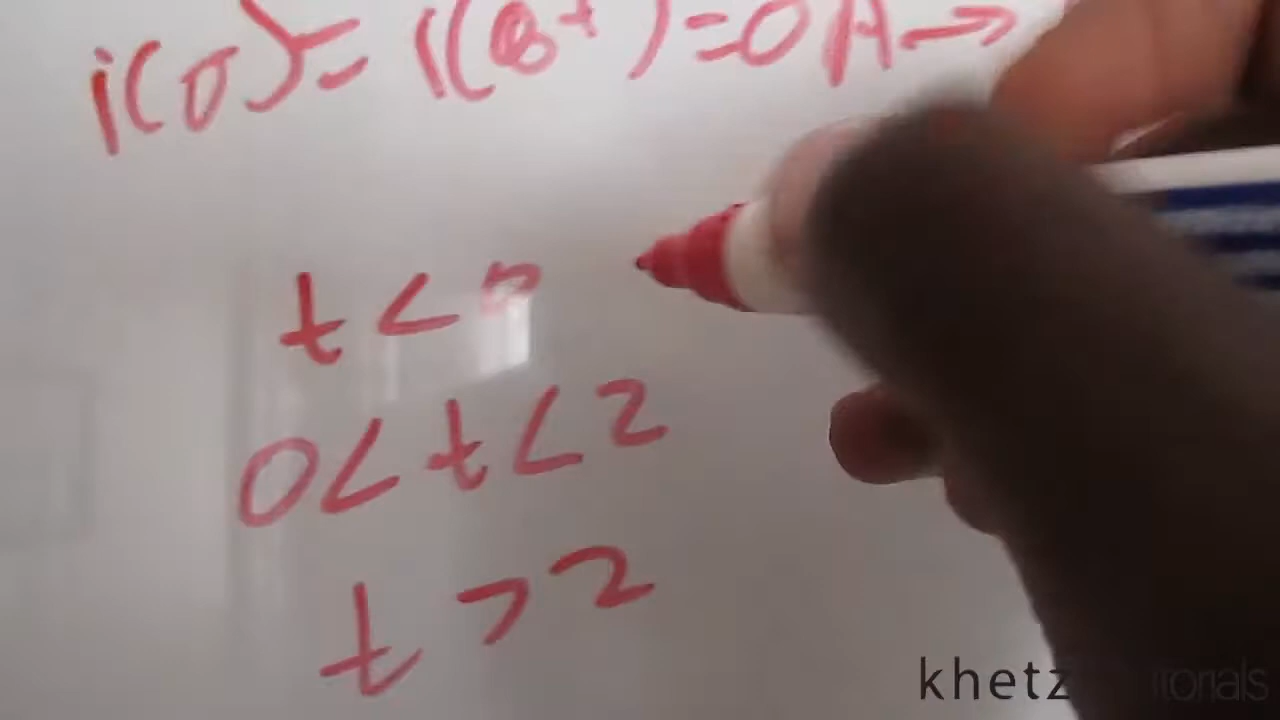 i(0) = i(0+) = 0A →
t < 0
0 < t < 2
t > 2
khetz